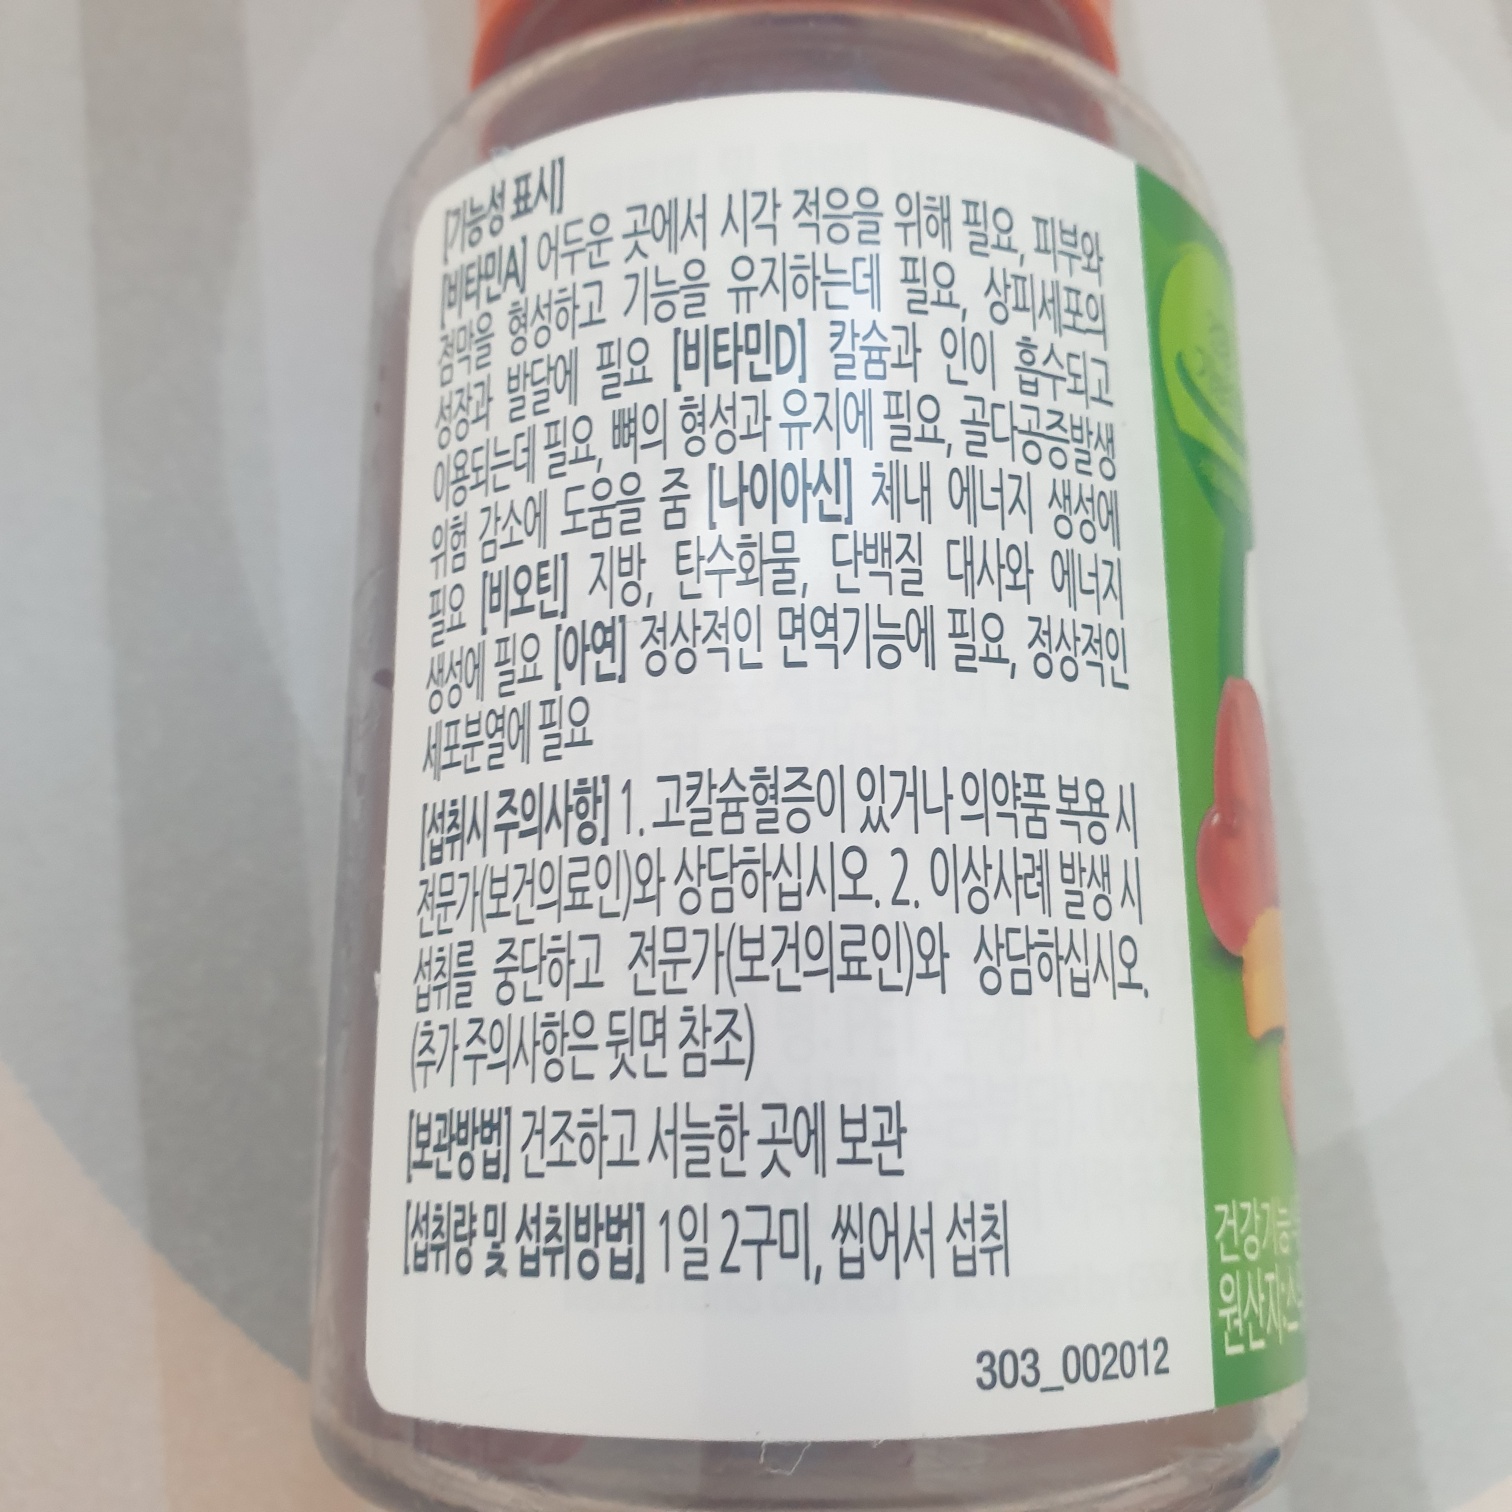 [기능성 표시]
[비타민A] 어두운 곳에서 시각 적응을 위해 필요, 피부와
점막을 형성하고 기능을 유지하는데 필요, 상피세포의
성장과 발달에 필요 [비타민D] 칼슘과 인이 흡수되고
이용되는데 필요, 뼈의 형성과 유지에 필요, 골다공증발생
위험 감소에 도움을 줌 [나이아신] 체내 에너지 생성에
필요 [비오틴] 지방, 탄수화물, 단백질 대사와 에너지
생성에 필요 [아연] 정상적인 면역기능에 필요, 정상적인
세포분열에 필요
[섭취시 주의사항] 1. 고칼슘혈증이 있거나 의약품 복용 시
전문가(보건의료인)와 상담하십시오. 2. 이상사례 발생 시
섭취를 중단하고 전문가(보건의료인)와 상담하십시오.
(추가 주의사항은 뒷면 참조)
[보관방법] 건조하고 서늘한 곳에 보관
[섭취량 및 섭취방법] 1일 2구미, 씹어서 섭취
303_002012
건강기능
원산지: